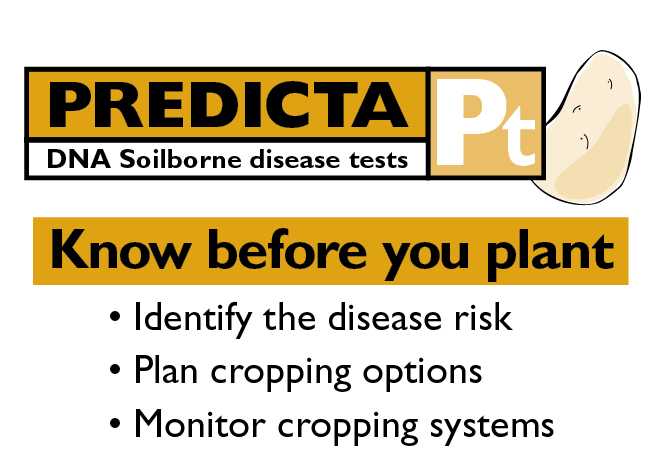 PREDICTA Pt
DNA Soilborne disease tests
Know before you plant
• Identify the disease risk
• Plan cropping options
• Monitor cropping systems